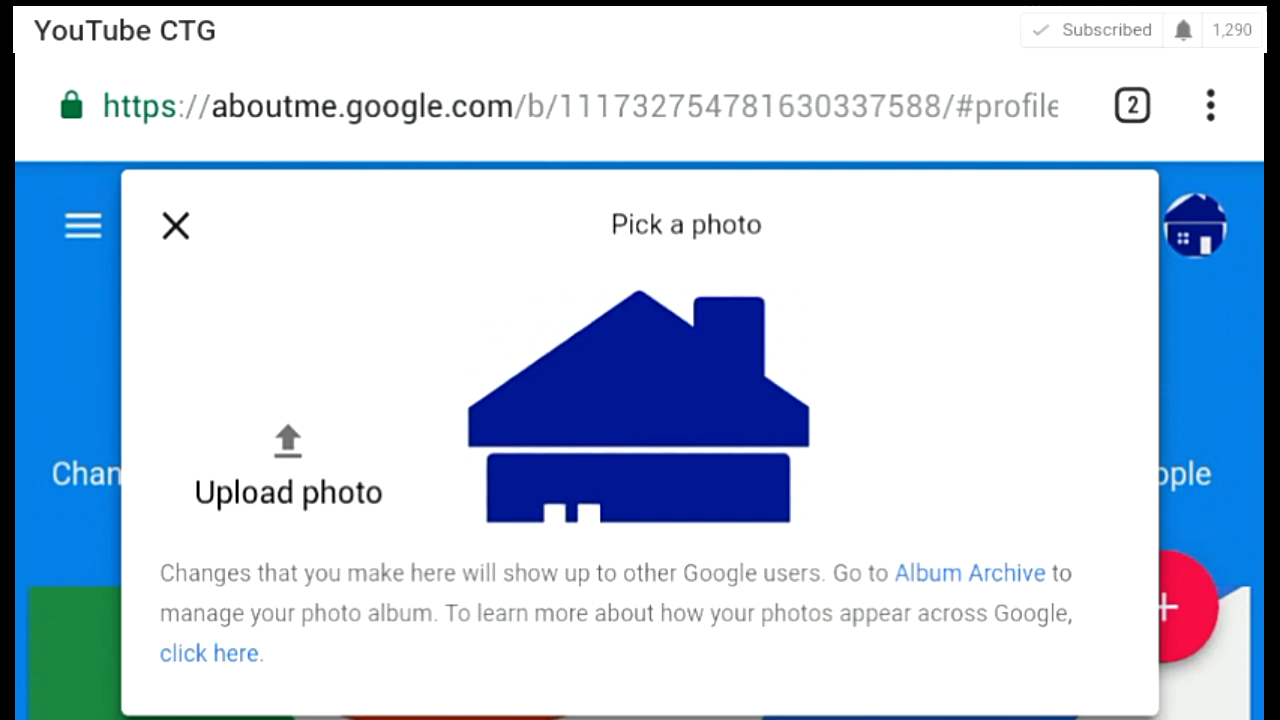 YouTube CTG
Subscribed 1,290
https://aboutme.google.com/b/111732754781630337588/#profile
2
Pick a photo
Chan
ople
Upload photo
Changes that you make here will show up to other Google users. Go to Album Archive to
manage your photo album. To learn more about how your photos appear across Google,
click here.